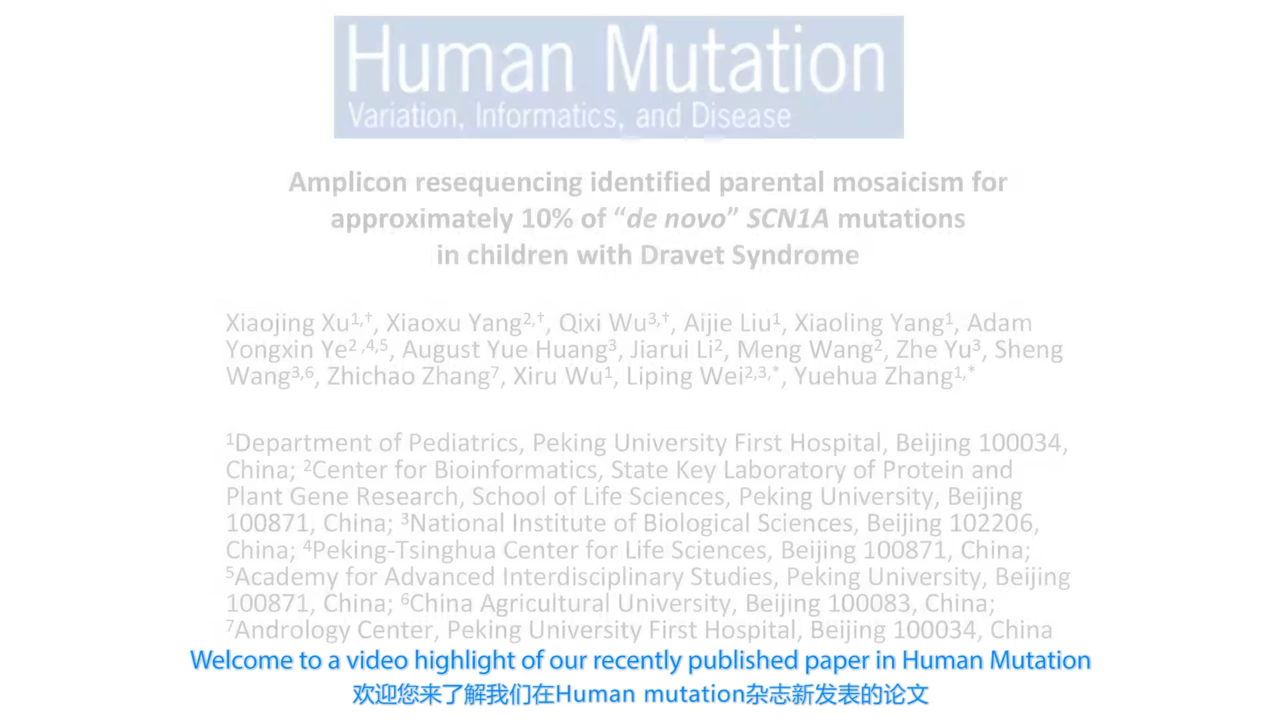 Human Mutation
Variation, Informatics, and Disease
Amplicon resequencing identified parental mosaicism for
approximately 10% of “de novo” SCN1A mutations
in children with Dravet Syndrome
Xiaojing Xu¹,†, Xiaoxu Yang²,†, Qixi Wu³,†, Aijie Liu¹, Xiaoling Yang¹, Adam
Yongxin Ye² ,⁴,⁵, August Yue Huang³, Jiarui Li², Meng Wang², Zhe Yu³, Sheng
Wang³,⁶, Zhichao Zhang⁷, Xiru Wu¹, Liping Wei²,³,*, Yuehua Zhang¹,*
¹Department of Pediatrics, Peking University First Hospital, Beijing 100034,
China; ²Center for Bioinformatics, State Key Laboratory of Protein and
Plant Gene Research, School of Life Sciences, Peking University, Beijing
100871, China; ³National Institute of Biological Sciences, Beijing 102206,
China; ⁴Peking-Tsinghua Center for Life Sciences, Beijing 100871, China;
⁵Academy for Advanced Interdisciplinary Studies, Peking University, Beijing
100871, China; ⁶China Agricultural University, Beijing 100083, China;
⁷Andrology Center, Peking University First Hospital, Beijing 100034, China
Welcome to a video highlight of our recently published paper in Human Mutation
欢迎您来了解我们在Human mutation杂志新发表的论文